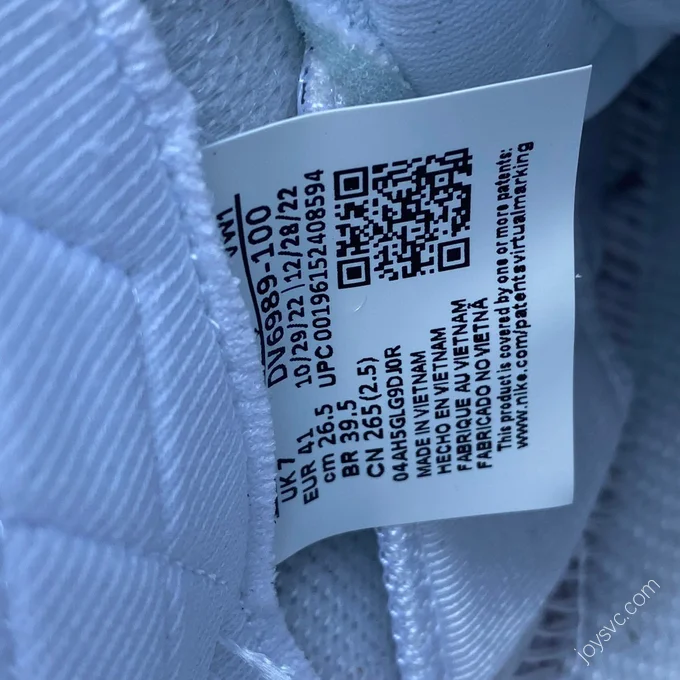 DV6989-100
10/29/22 | 12/28/22
UPC 00196152408594
UK 7
EUR 41
cm 26.5
BR 39.5
CN 265 (2.5)
04AH5GLG9DJ0R
MADE IN VIETNAM
HECHO EN VIETNAM
FABRIQUE AU VIETNAM
FABRICADO NO VIETNÃ
This product is covered by one or more patents:
www.nike.com/patentsvirtualmarking
joysvc.com